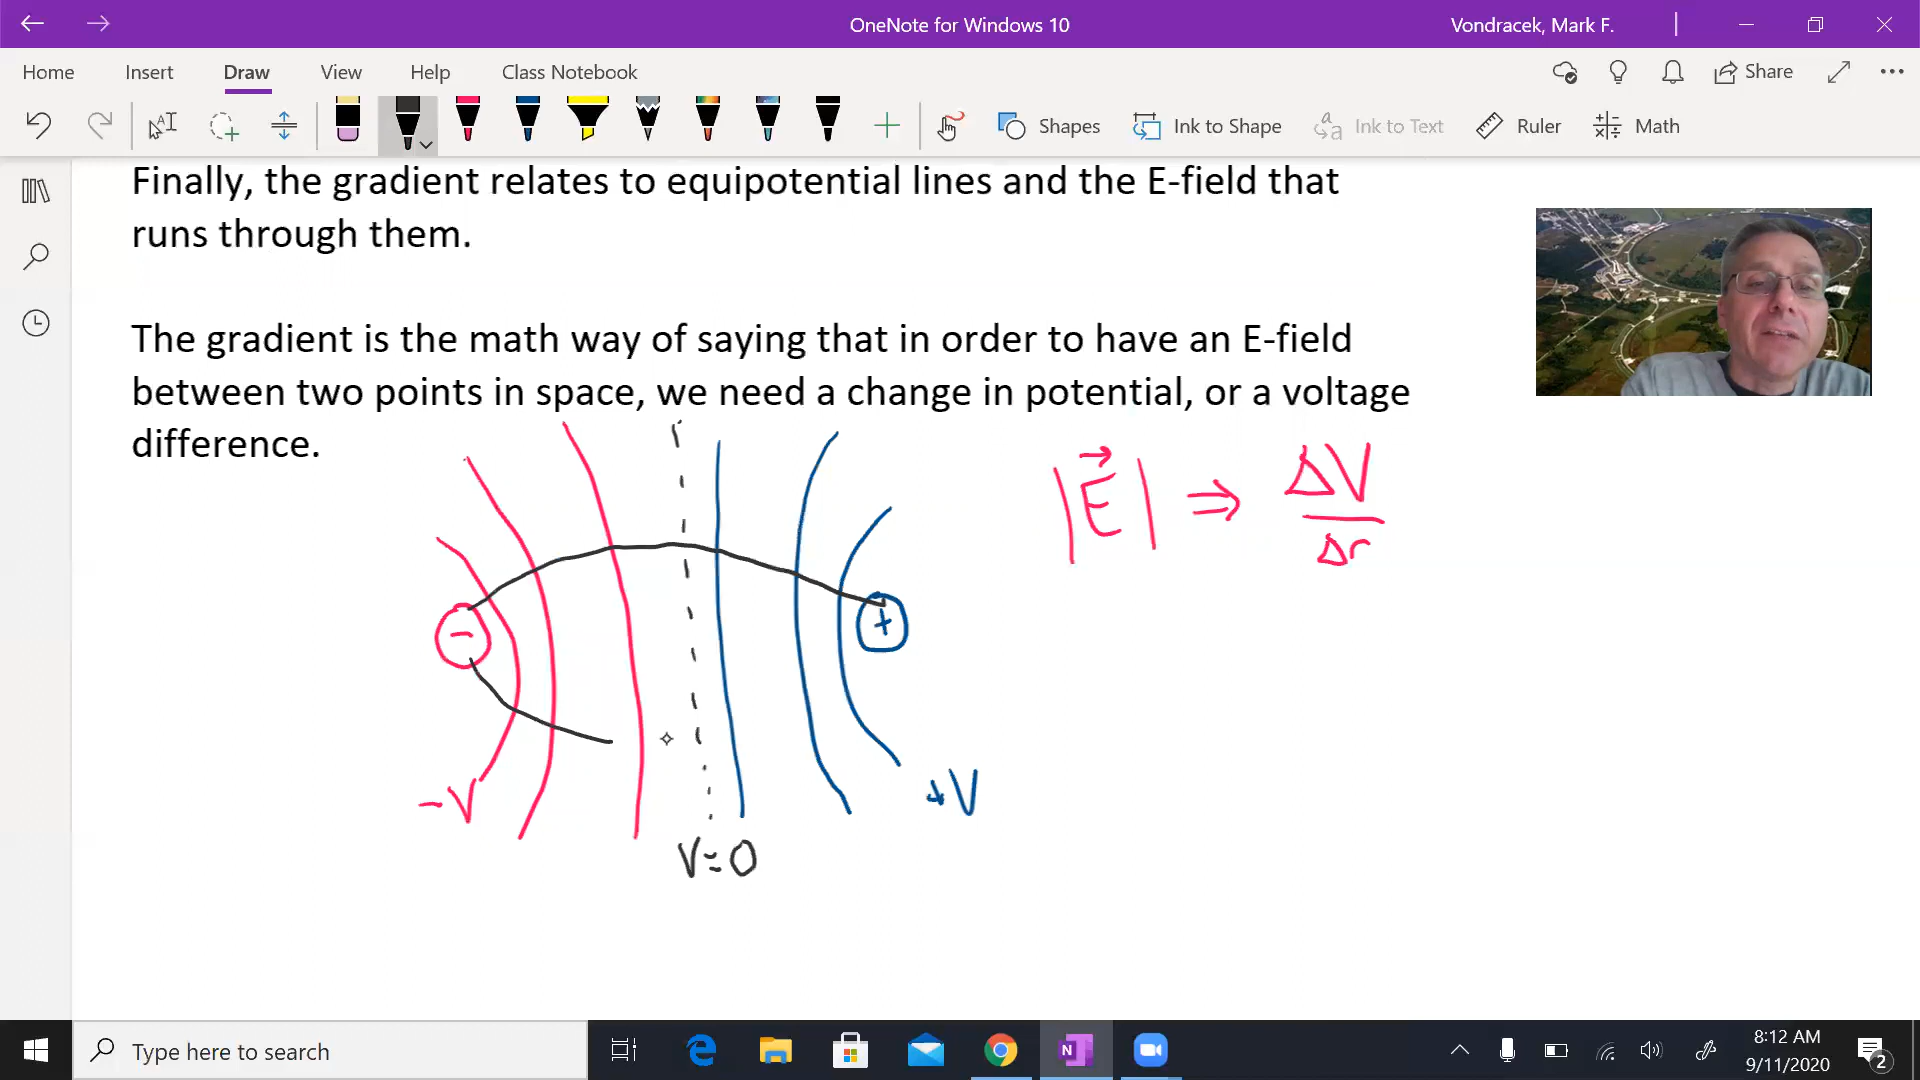 OneNote for Windows 10
Vondracek, Mark F.
Home Insert Draw View Help Class Notebook
Share
Shapes Ink to Shape Ink to Text Ruler Math
Finally, the gradient relates to equipotential lines and the E-field that
runs through them.
The gradient is the math way of saying that in order to have an E-field
between two points in space, we need a change in potential, or a voltage
difference.
|E⃗| ⇒ ΔV
Δr
−
+
−V
+V
V=0
Type here to search
8:12 AM
9/11/2020
2